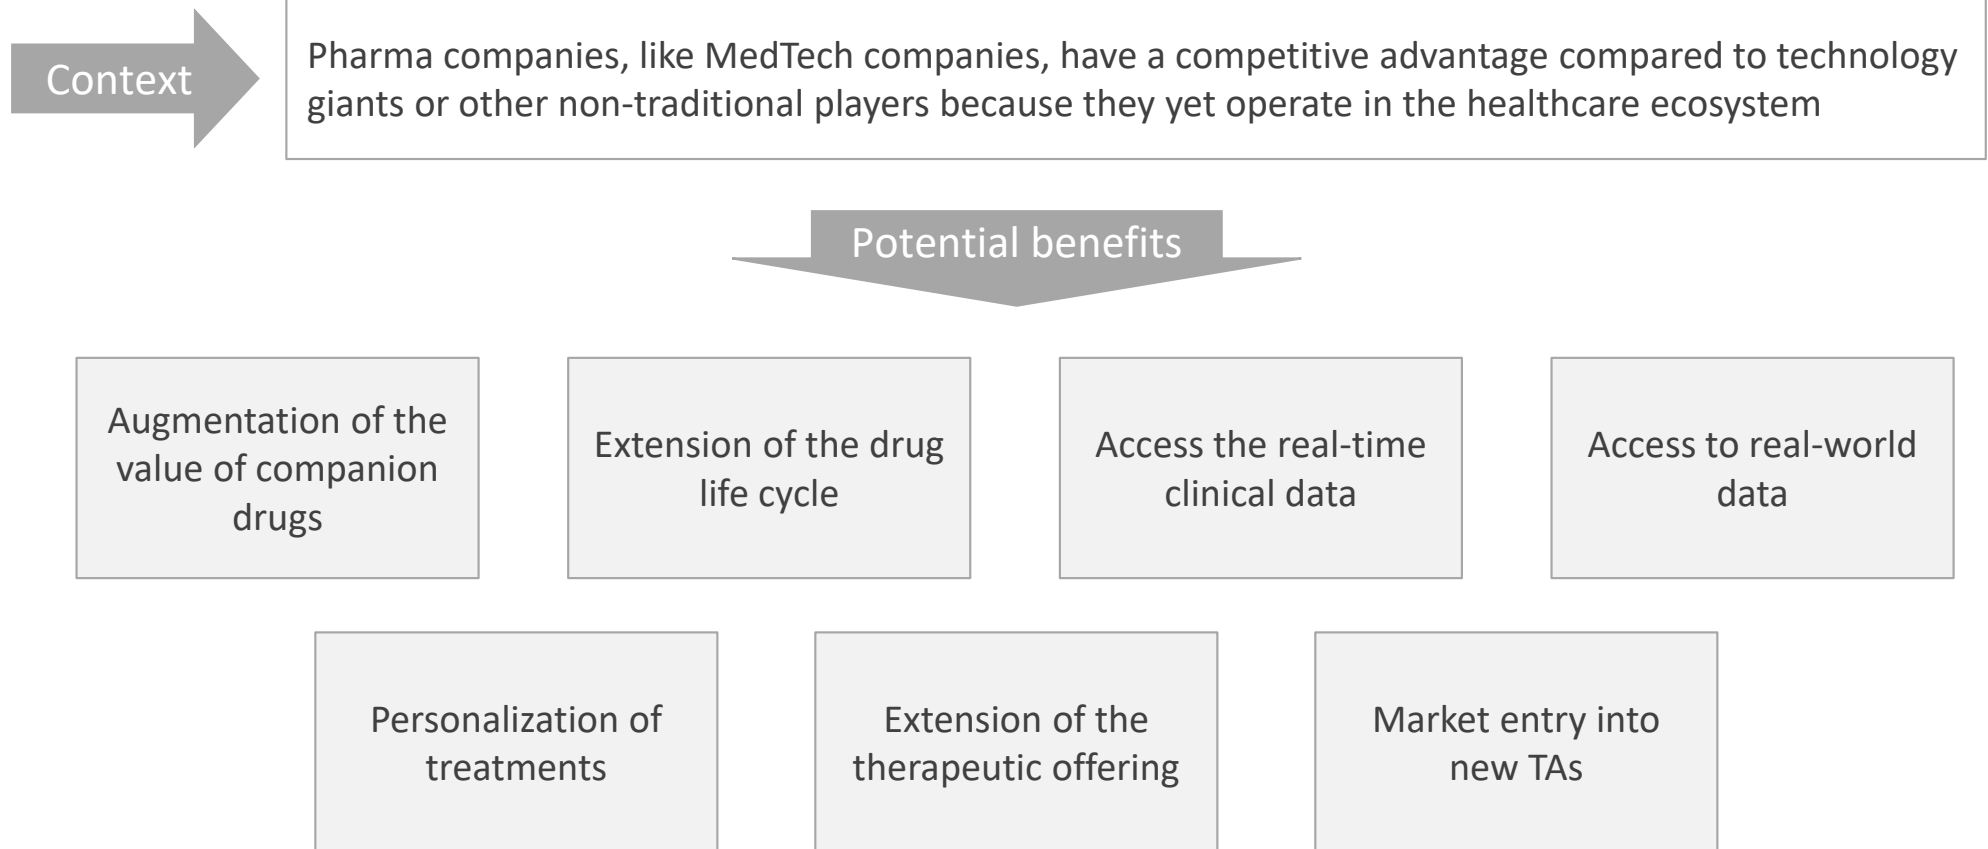 Context
Pharma companies, like MedTech companies, have a competitive advantage compared to technology
giants or other non-traditional players because they yet operate in the healthcare ecosystem
Potential benefits
Augmentation of the
value of companion
drugs
Extension of the drug
life cycle
Access the real-time
clinical data
Access to real-world
data
Personalization of
treatments
Extension of the
therapeutic offering
Market entry into
new TAs